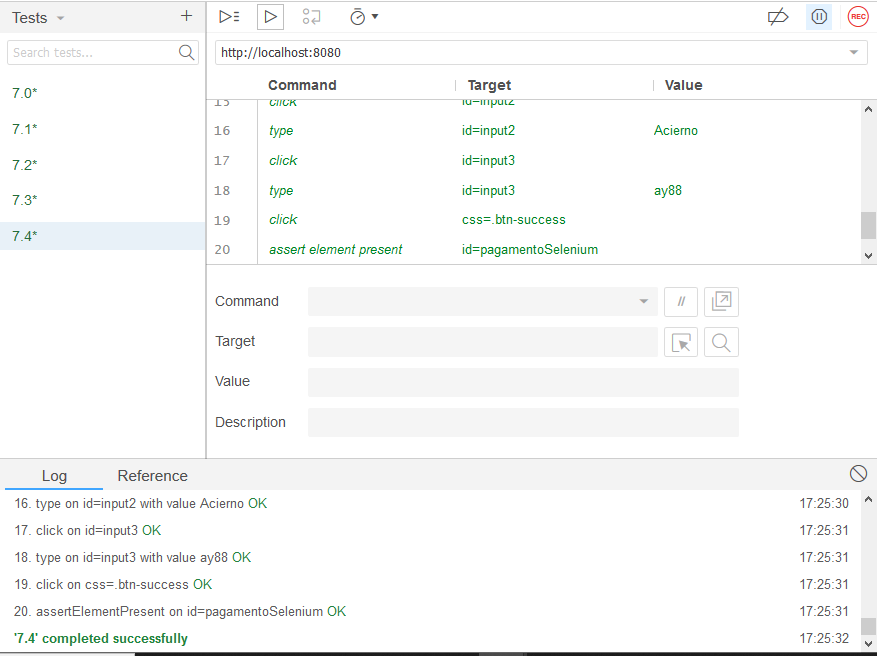 Tests +
REC
Search tests...
http://localhost:8080
7.0*
7.1*
7.2*
7.3*
7.4*
Command Target Value
15 click id=input2
16 type id=input2 Acierno
17 click id=input3
18 type id=input3 ay88
19 click css=.btn-success
20 assert element present id=pagamentoSelenium
Command //
Target
Value
Description
Log Reference
16. type on id=input2 with value Acierno OK 17:25:30
17. click on id=input3 OK 17:25:31
18. type on id=input3 with value ay88 OK 17:25:31
19. click on css=.btn-success OK 17:25:31
20. assertElementPresent on id=pagamentoSelenium OK 17:25:31
'7.4' completed successfully 17:25:32